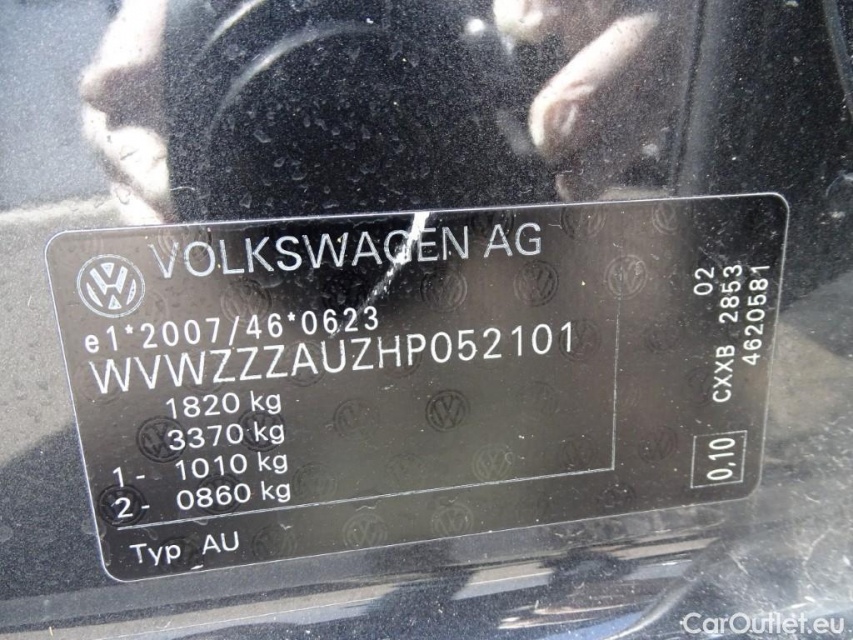 VOLKSWAGEN AG
e1*2007/46*0623
WVWZZZAUZHP052101
1820 kg
3370 kg
1- 1010 kg
2- 0860 kg
Typ AU
02
CXXB 2853
4620581
0,10
CarOutlet.eu